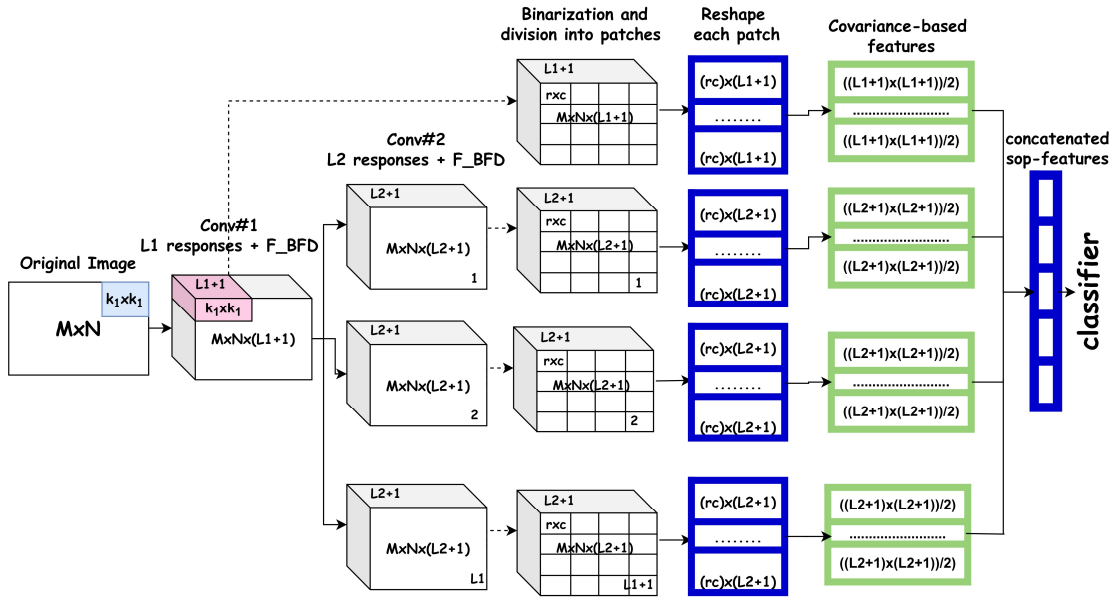 Binarization and
division into patches
Reshape
each patch
Covariance-based
features
L1+1
rxc
MxNx(L1+1)
(rc)x(L1+1)
........
(rc)x(L1+1)
((L1+1)x(L1+1))/2)
........................
((L1+1)x(L1+1))/2)
Conv#2
L2 responses + F_BFD
concatenated
sop-features
L2+1
MxNx(L2+1)
1
L2+1
rxc
MxNx(L2+1)
1
(rc)x(L2+1)
........
(rc)x(L2+1)
((L2+1)x(L2+1))/2)
........................
((L2+1)x(L2+1))/2)
Conv#1
L1 responses + F_BFD
Original Image
k1xk1
MxN
L1+1
k1xk1
MxNx(L1+1)
classifier
L2+1
MxNx(L2+1)
2
L2+1
rxc
MxNx(L2+1)
2
(rc)x(L2+1)
........
(rc)x(L2+1)
((L2+1)x(L2+1))/2)
........................
((L2+1)x(L2+1))/2)
L2+1
MxNx(L2+1)
L1
L2+1
rxc
MxNx(L2+1)
L1+1
(rc)x(L2+1)
........
(rc)x(L2+1)
((L2+1)x(L2+1))/2)
........................
((L2+1)x(L2+1))/2)